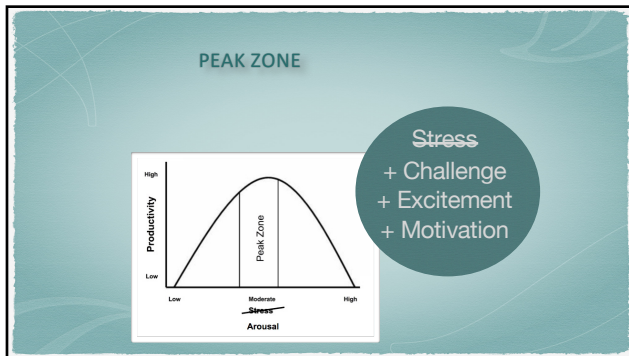 PEAK ZONE
Stress
+ Challenge
+ Excitement
+ Motivation
High
Productivity
Low
Peak Zone
Low
Moderate
High
Stress
Arousal